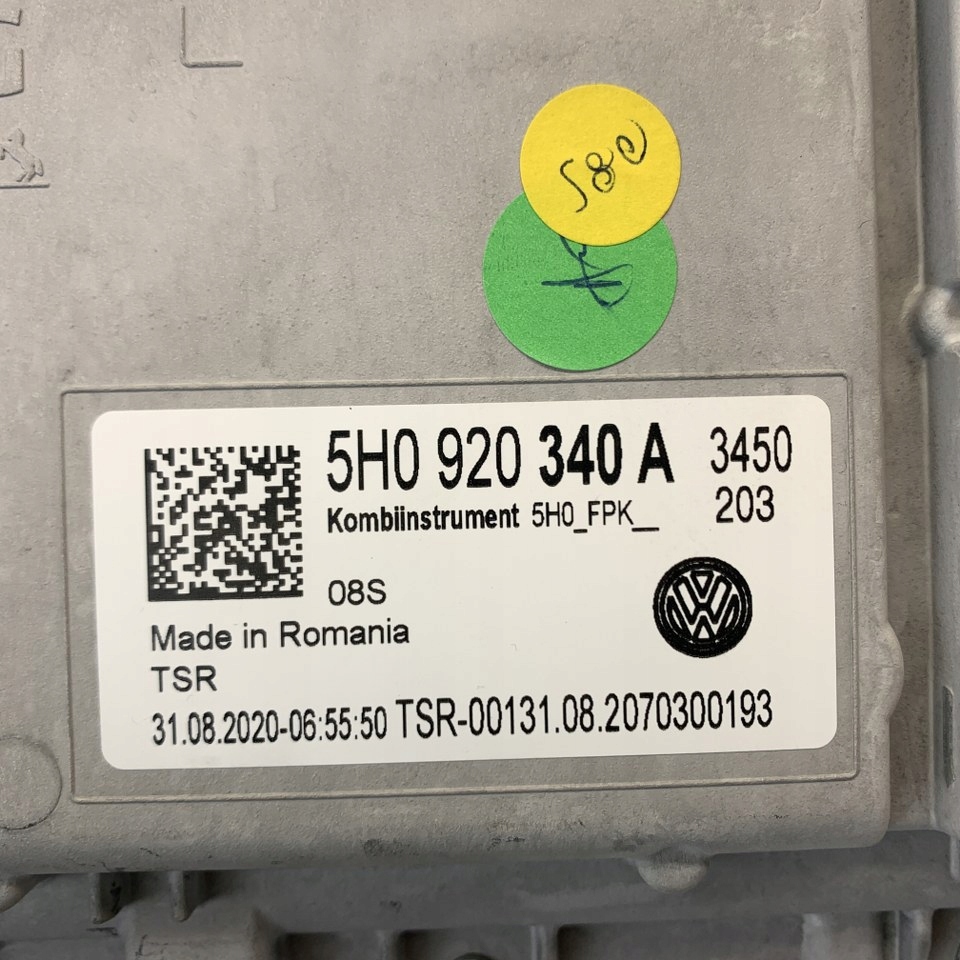 5H0 920 340 A 3450
Kombiinstrument 5H0_FPK__ 203
08S
Made in Romania
TSR
31.08.2020-06:55:50 TSR-00131.08.2070300193